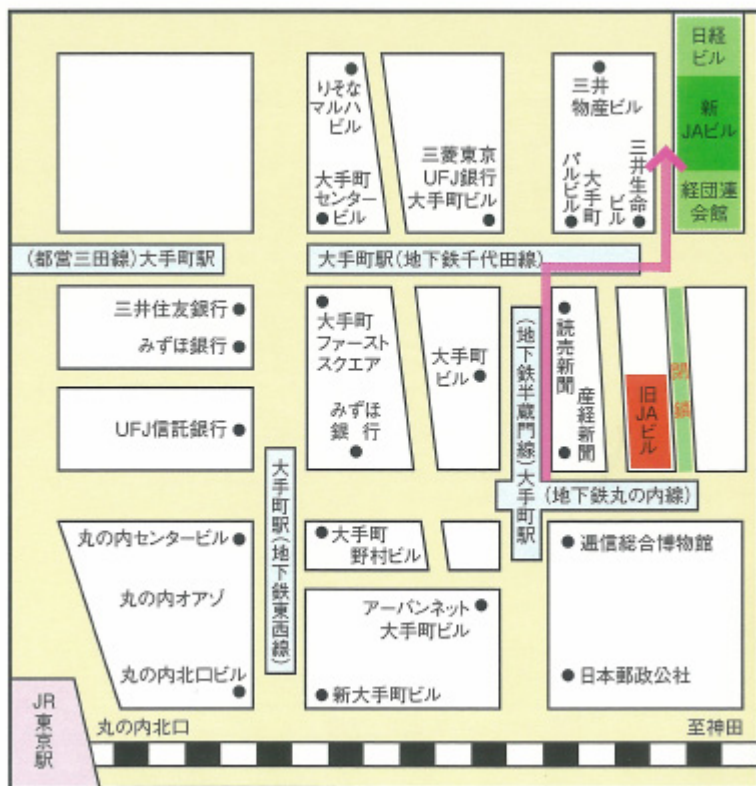 日経
ビル
新
JAビル
経団連
会館
りそな
マルハ
ビル
大手町
センター
ビル
三菱東京
UFJ銀行
大手町ビル
三井
物産ビル
パルビル
大手町
三井生命
ビル
(都営三田線)大手町駅
大手町駅(地下鉄千代田線)
三井住友銀行
みずほ銀行
UFJ信託銀行
大手町
ファースト
スクエア
みずほ
銀行
大手町
ビル
(地下鉄半蔵門線)大手町駅
読売新聞
産経新聞
旧JAビル
閉鎖
(地下鉄丸の内線)
大手町駅(地下鉄東西線)
丸の内センタービル
丸の内オアゾ
丸の内北口ビル
大手町
野村ビル
アーバンネット
大手町ビル
新大手町ビル
逓信総合博物館
日本郵政公社
JR
東京駅
丸の内北口
至神田